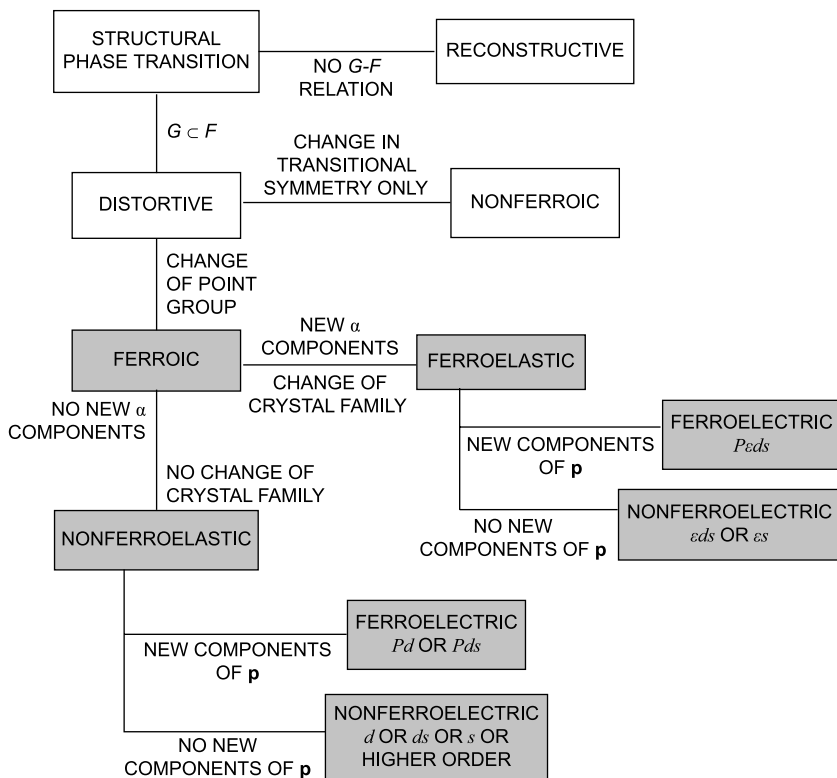 STRUCTURAL
PHASE TRANSITION
RECONSTRUCTIVE
NO G-F
RELATION
G ⊂ F
CHANGE IN
TRANSITIONAL
SYMMETRY ONLY
DISTORTIVE
NONFERROIC
CHANGE
OF POINT
GROUP
FERROIC
NEW α
COMPONENTS
CHANGE OF
CRYSTAL FAMILY
FERROELASTIC
NO NEW α
COMPONENTS
NO CHANGE OF
CRYSTAL FAMILY
NEW COMPONENTS
OF p
FERROELECTRIC
Pεds
NO NEW
COMPONENTS OF p
NONFERROELECTRIC
εds OR εs
NONFERROELASTIC
NEW COMPONENTS
OF p
FERROELECTRIC
Pd OR Pds
NO NEW
COMPONENTS OF p
NONFERROELECTRIC
d OR ds OR s OR
HIGHER ORDER